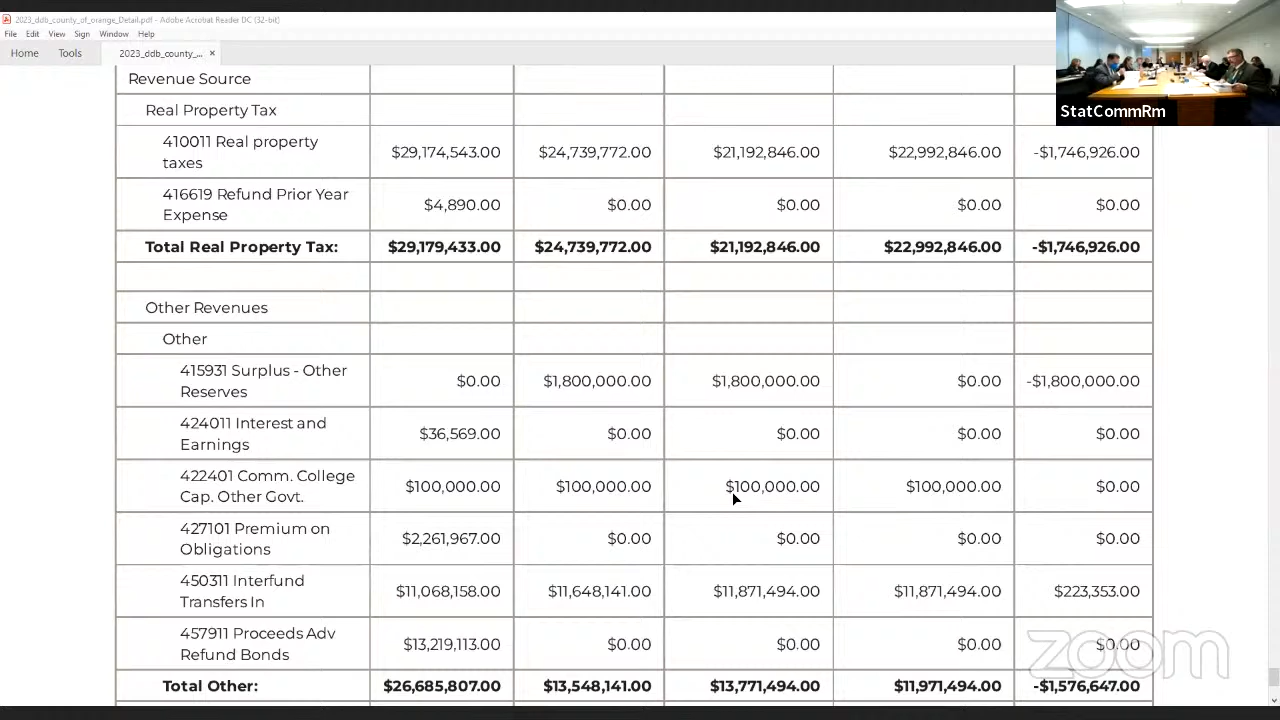 2023_ddb_county_of_orange_Detail.pdf - Adobe Acrobat Reader DC (32-bit)
File Edit View Sign Window Help
Home Tools 2023_ddb_county_... ×
StatCommRm
Revenue Source
Real Property Tax
410011 Real property
taxes
$29,174,543.00 $24,739,772.00 $21,192,846.00 $22,992,846.00 -$1,746,926.00
416619 Refund Prior Year
Expense
$4,890.00 $0.00 $0.00 $0.00 $0.00
Total Real Property Tax: $29,179,433.00 $24,739,772.00 $21,192,846.00 $22,992,846.00 -$1,746,926.00
Other Revenues
Other
415931 Surplus - Other
Reserves
$0.00 $1,800,000.00 $1,800,000.00 $0.00 -$1,800,000.00
424011 Interest and
Earnings
$36,569.00 $0.00 $0.00 $0.00 $0.00
422401 Comm. College
Cap. Other Govt.
$100,000.00 $100,000.00 $100,000.00 $100,000.00 $0.00
427101 Premium on
Obligations
$2,261,967.00 $0.00 $0.00 $0.00 $0.00
450311 Interfund
Transfers In
$11,068,158.00 $11,648,141.00 $11,871,494.00 $11,871,494.00 $223,353.00
457911 Proceeds Adv
Refund Bonds
$13,219,113.00 $0.00 $0.00 $0.00 $0.00
Total Other: $26,685,807.00 $13,548,141.00 $13,771,494.00 $11,971,494.00 -$1,576,647.00
zoom